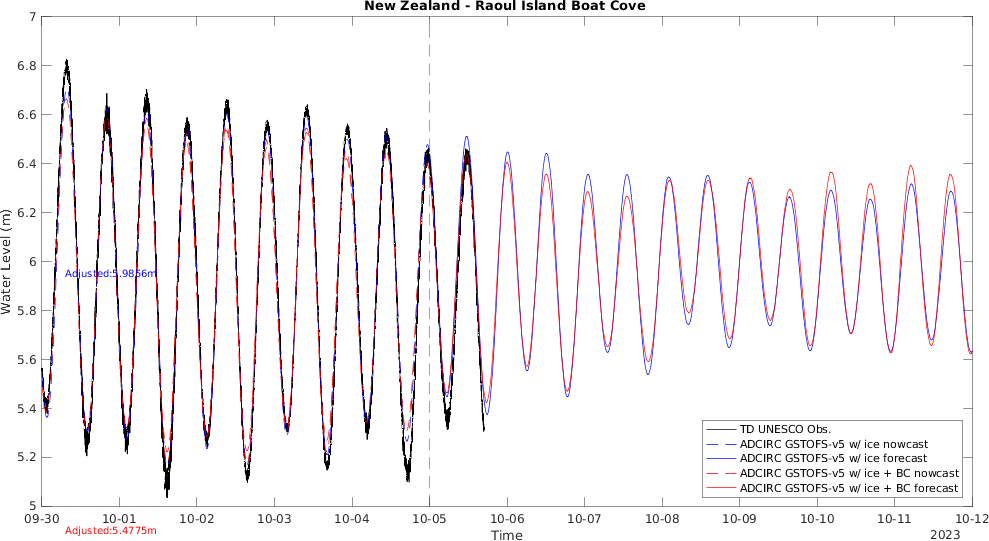 New Zealand - Raoul Island Boat Cove
7
6.8
6.6
6.4
6.2
6
5.8
5.6
5.4
5.2
5
Water Level (m)
Adjusted:5.9856m
Adjusted:5.4775m
TD UNESCO Obs.
ADCIRC GSTOFS-v5 w/ ice nowcast
ADCIRC GSTOFS-v5 w/ ice forecast
ADCIRC GSTOFS-v5 w/ ice + BC nowcast
ADCIRC GSTOFS-v5 w/ ice + BC forecast
09-30 10-01 10-02 10-03 10-04 10-05 10-06 10-07 10-08 10-09 10-10 10-11 10-12
Time
2023